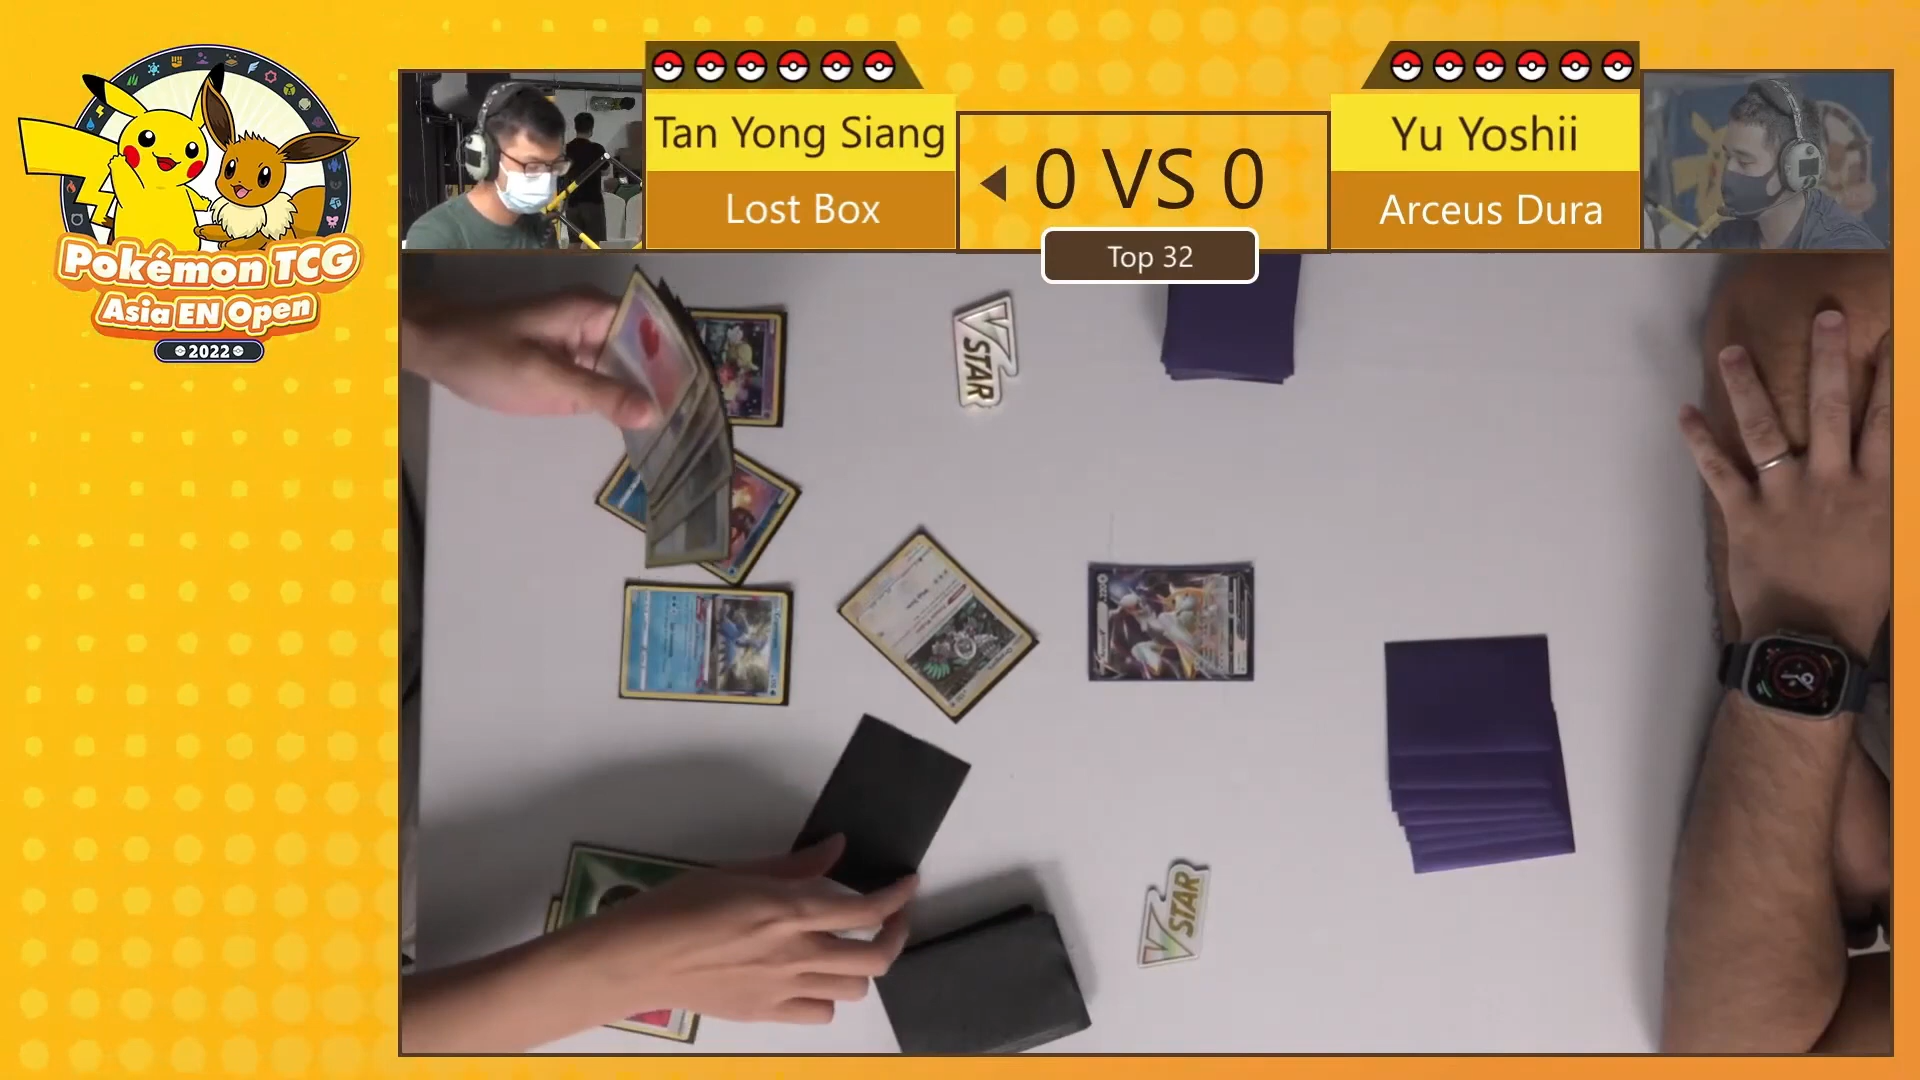 Pokémon TCG
Asia EN Open
2022
Tan Yong Siang
Lost Box
0 VS 0
Top 32
Yu Yoshii
Arceus Dura
VSTAR
VSTAR